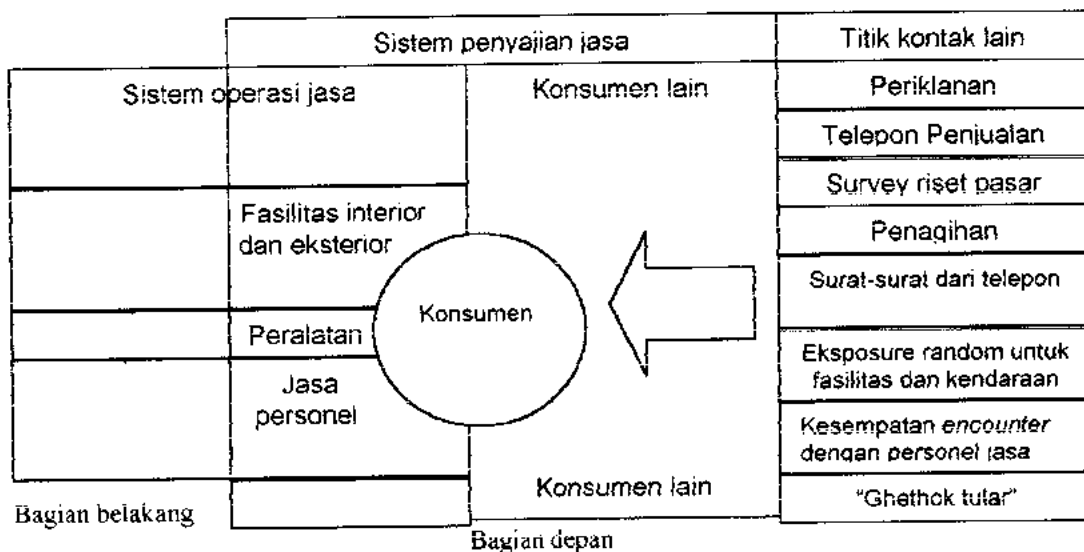 Sistem penyajian jasa
Titik kontak lain
Sistem operasi jasa
Konsumen lain
Periklanan
Telepon Penjualan
Survey riset pasar
Fasilitas interior
dan eksterior
Penagihan
Surat-surat dari telepon
Konsumen
Peralatan
Eksposure random untuk
fasilitas dan kendaraan
Jasa
personel
Kesempatan encounter
dengan personel jasa
Konsumen lain
"Ghethok tular"
Bagian belakang
Bagian depan